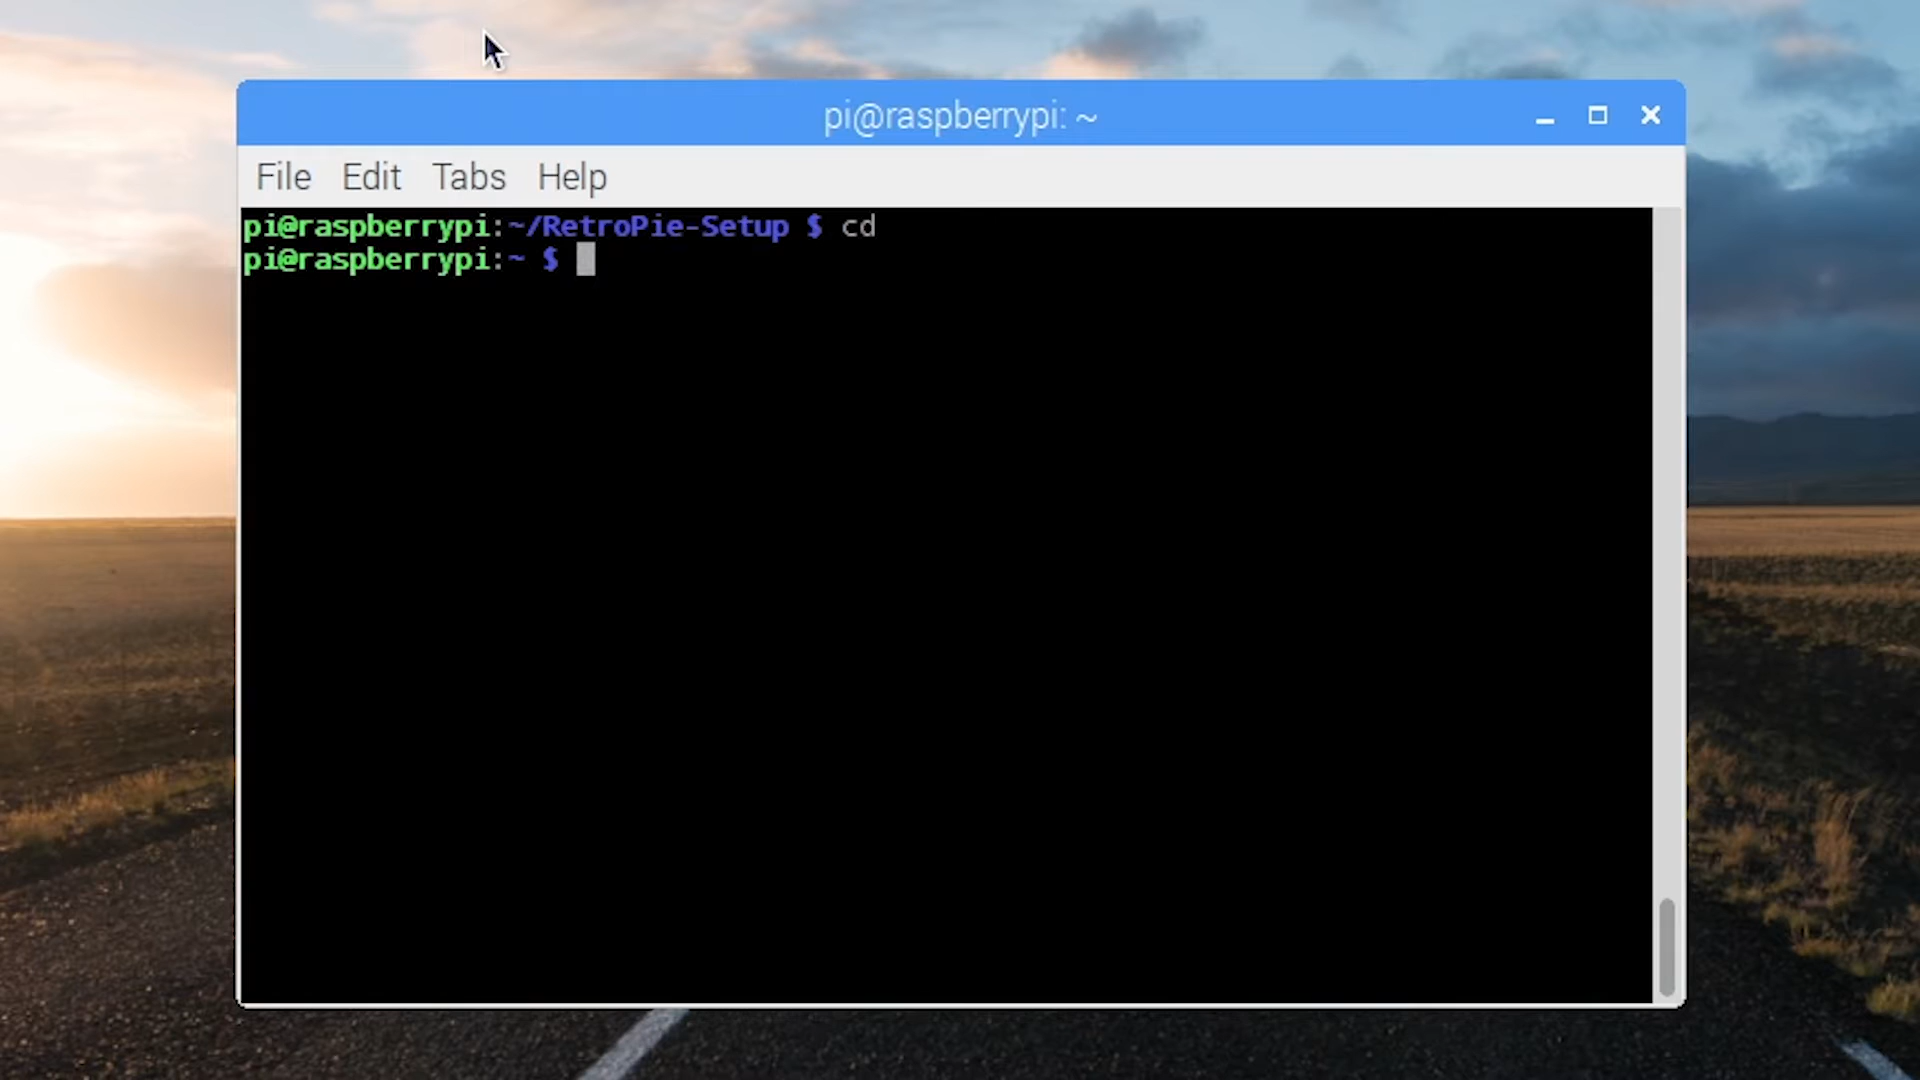 pi@raspberrypi: ~
File Edit Tabs Help
pi@raspberrypi:~/RetroPie-Setup $ cd
pi@raspberrypi:~ $